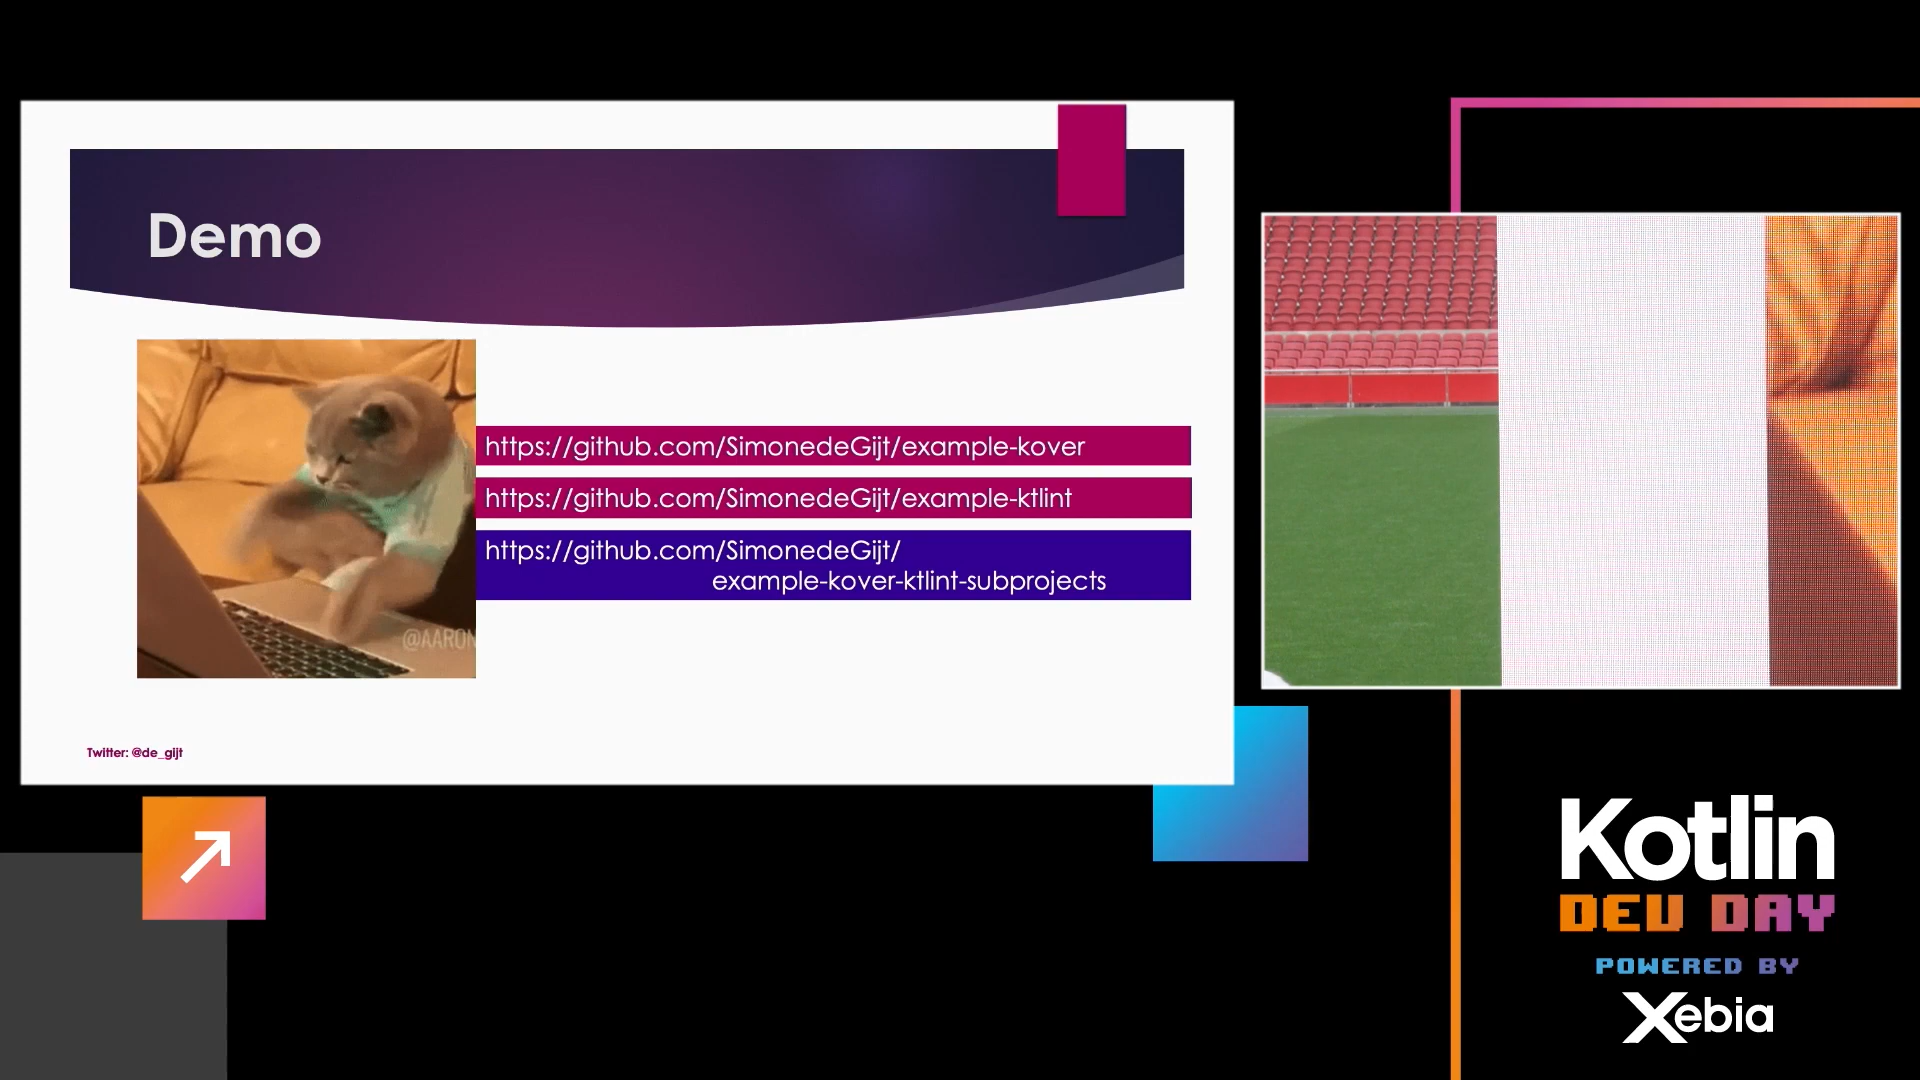 Demo
https://github.com/SimonedeGijt/example-kover
https://github.com/SimonedeGijt/example-ktlint
https://github.com/SimonedeGijt/
example-kover-ktlint-subprojects
@AARON
Twitter: @de_gijt
Kotlin
DEV DAY
POWERED BY
Xebia